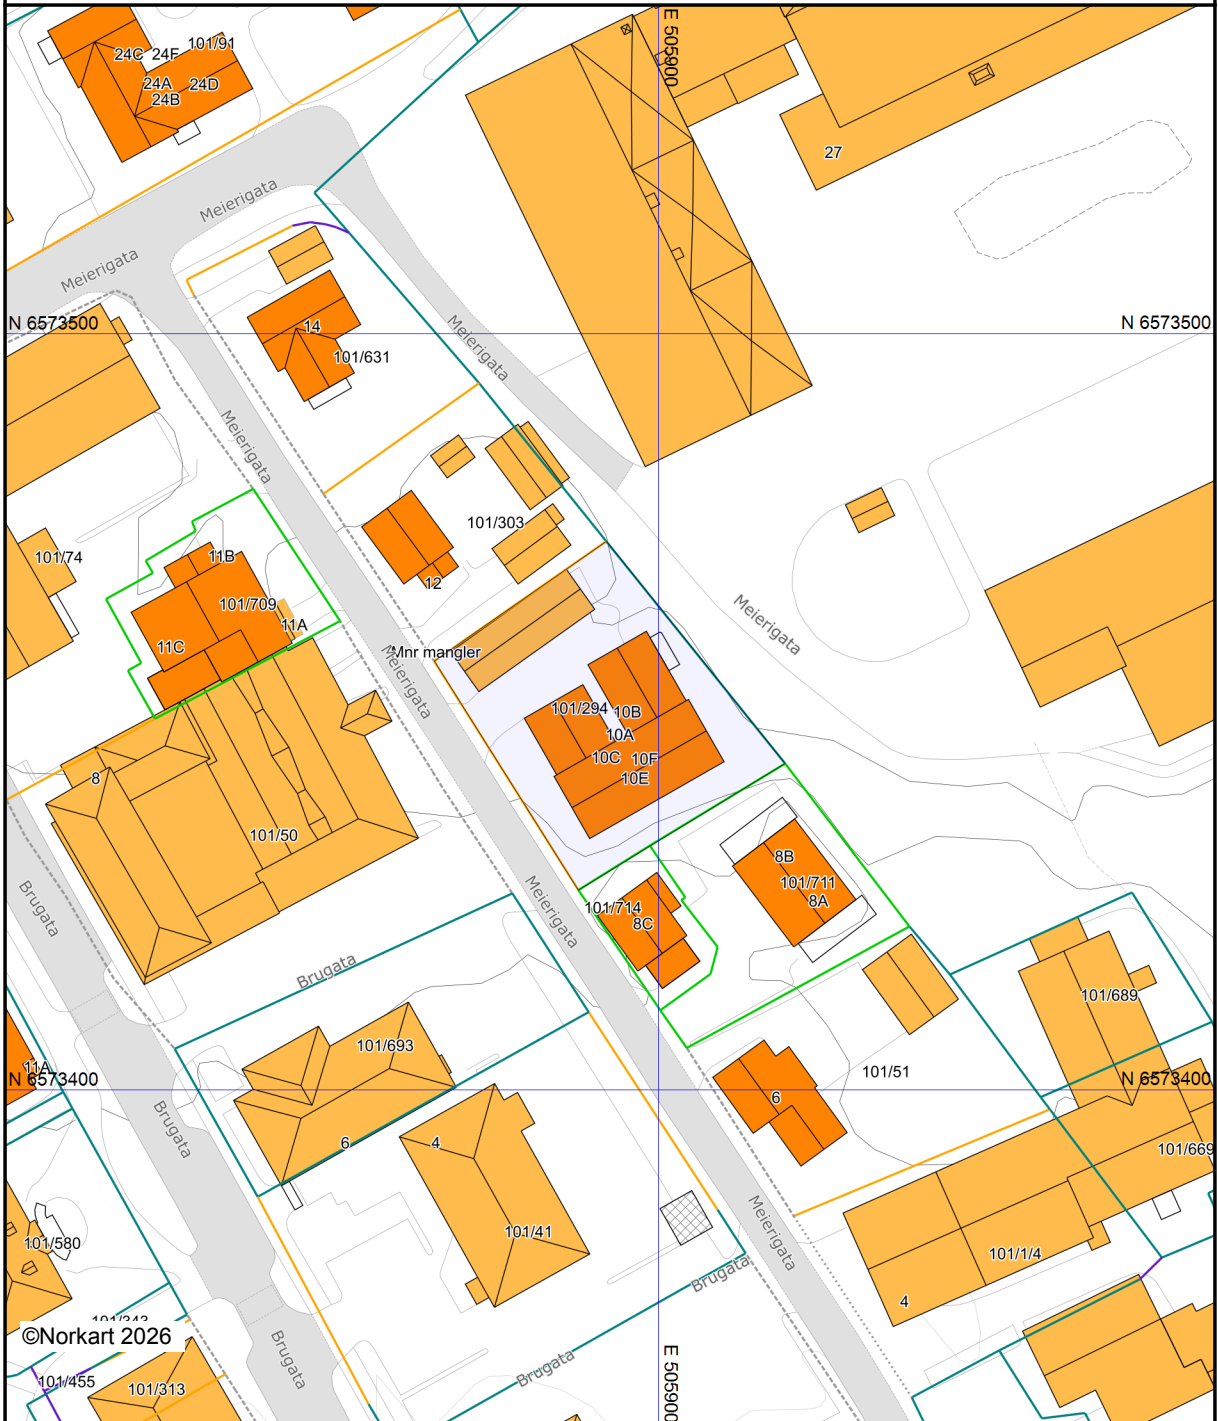 24C 24F 101/91
24A 24D
24B
E 505900
27
Meierigata
Meierigata
N 6573500
N 6573500
14
101/631
Meierigata
Meierigata
101/303
101/74
11B
12
101/709
11A
11C
Meierigata
Mnr mangler
Meierigata
101/294 10B
10A
10C 10F
10E
8
101/50
8B
101/711
8A
Brugata
101/714
8C
Meierigata
Brugata
101/689
101/693
11A
N 6573400
N 6573400
101/51
6
Brugata
6
4
101/669
101/580
101/41
Meierigata
101/1/4
Brugata
4
101/343
©Norkart 2026
Brugata
Brugata
E 505900
101/455
101/313